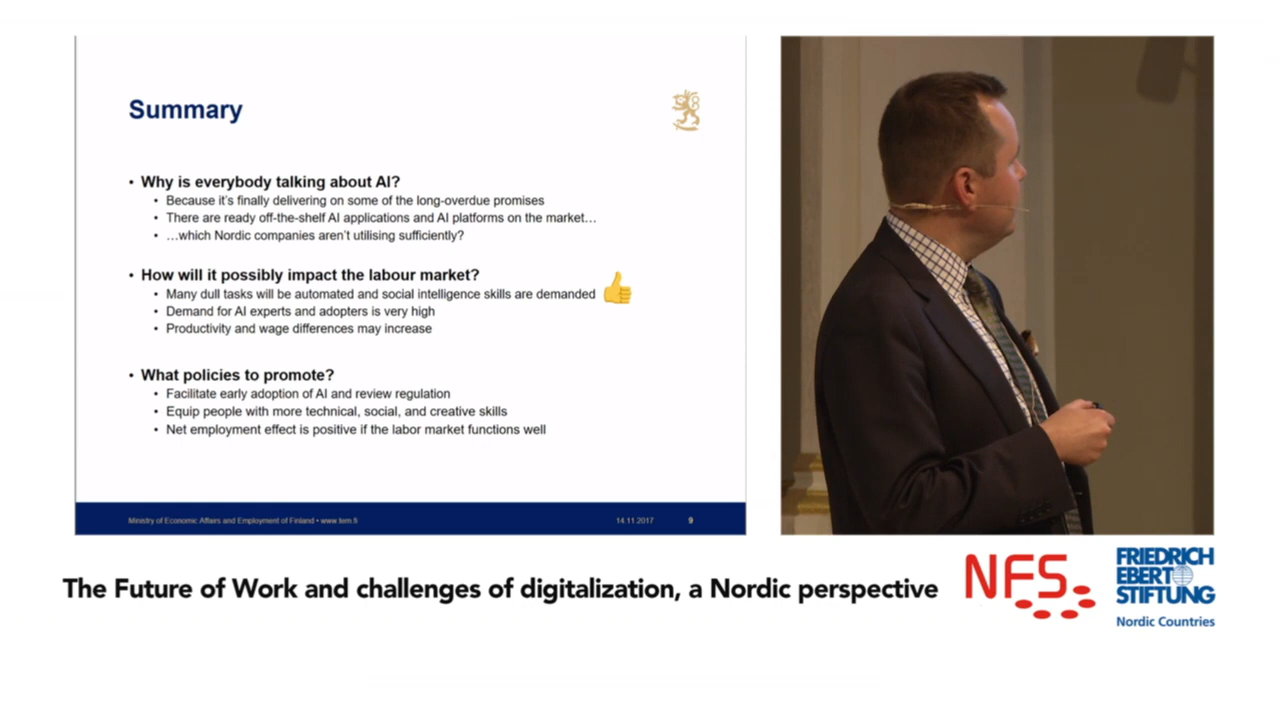 Summary
• Why is everybody talking about AI?
• Because it's finally delivering on some of the long-overdue promises
• There are ready off-the-shelf AI applications and AI platforms on the market…
• …which Nordic companies aren't utilising sufficiently?
• How will it possibly impact the labour market?
• Many dull tasks will be automated and social intelligence skills are demanded
• Demand for AI experts and adopters is very high
• Productivity and wage differences may increase
• What policies to promote?
• Facilitate early adoption of AI and review regulation
• Equip people with more technical, social, and creative skills
• Net employment effect is positive if the labor market functions well
Ministry of Economic Affairs and Employment of Finland • www.tem.fi 14.11.2017 9
The Future of Work and challenges of digitalization, a Nordic perspective
NFS
FRIEDRICH
EBERT
STIFTUNG
Nordic Countries